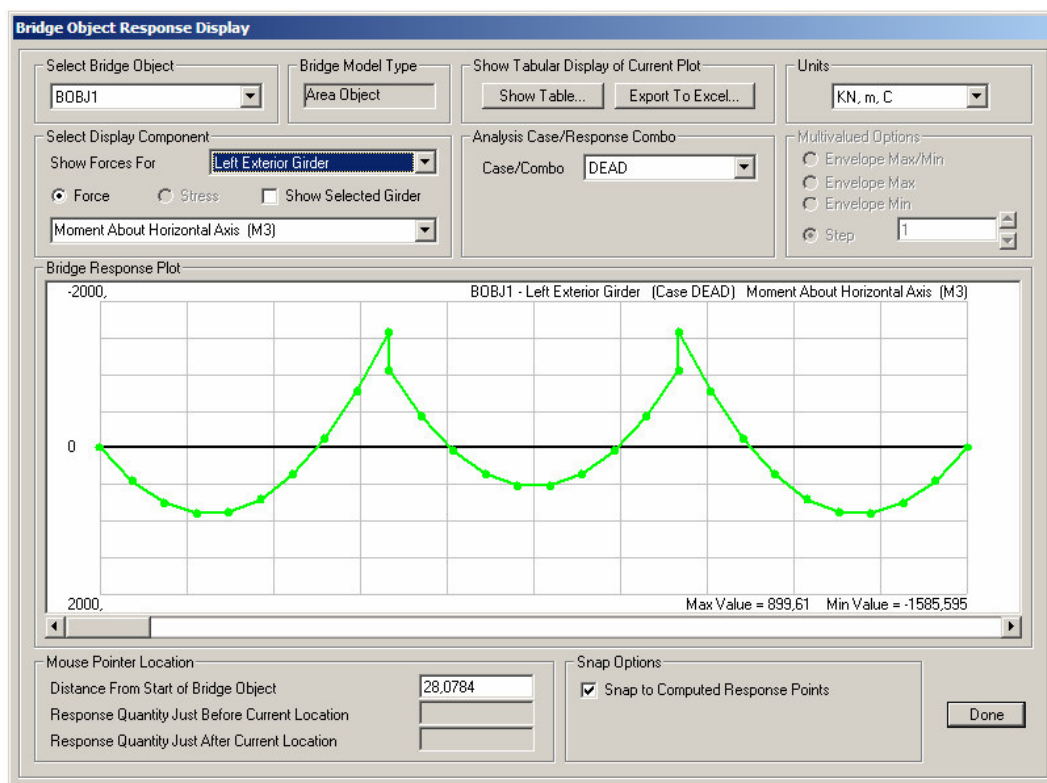 Bridge Object Response Display
Select Bridge Object
BOBJ1
Bridge Model Type
Area Object
Show Tabular Display of Current Plot
Show Table...
Export To Excel...
Units
KN, m, C
Select Display Component
Show Forces For
Left Exterior Girder
Force
Stress
Show Selected Girder
Moment About Horizontal Axis (M3)
Analysis Case/Response Combo
Case/Combo
DEAD
Multivalued Options
Envelope Max/Min
Envelope Max
Envelope Min
Step
1
Bridge Response Plot
-2000,
BOBJ1 - Left Exterior Girder (Case DEAD) Moment About Horizontal Axis (M3)
0
2000,
Max Value = 899,61 Min Value = -1585,595
Mouse Pointer Location
Distance From Start of Bridge Object
28,0784
Response Quantity Just Before Current Location
Response Quantity Just After Current Location
Snap Options
Snap to Computed Response Points
Done